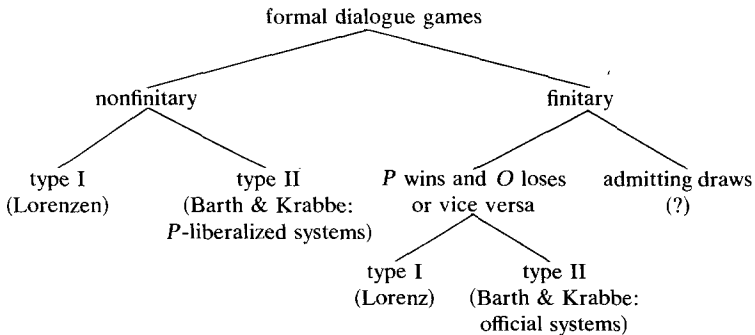 formal dialogue games
nonfinitary finitary
type I type II P wins and O loses admitting draws
(Lorenzen) (Barth & Krabbe: or vice versa (?)
P-liberalized systems)
type I type II
(Lorenz) (Barth & Krabbe:
official systems)